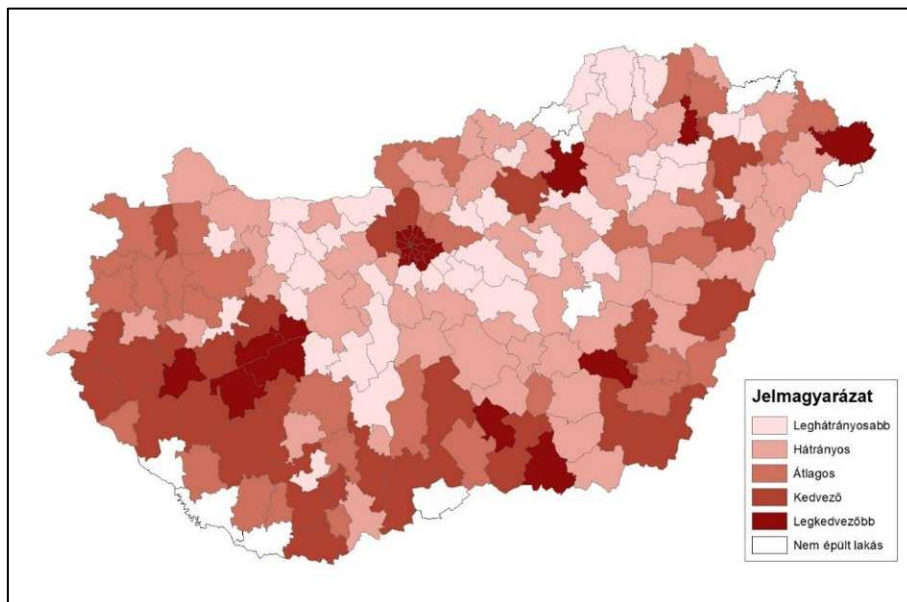 Jelmagyarázat
Leghátrányosabb
Hátrányos
Átlagos
Kedvező
Legkedvezőbb
Nem épült lakás